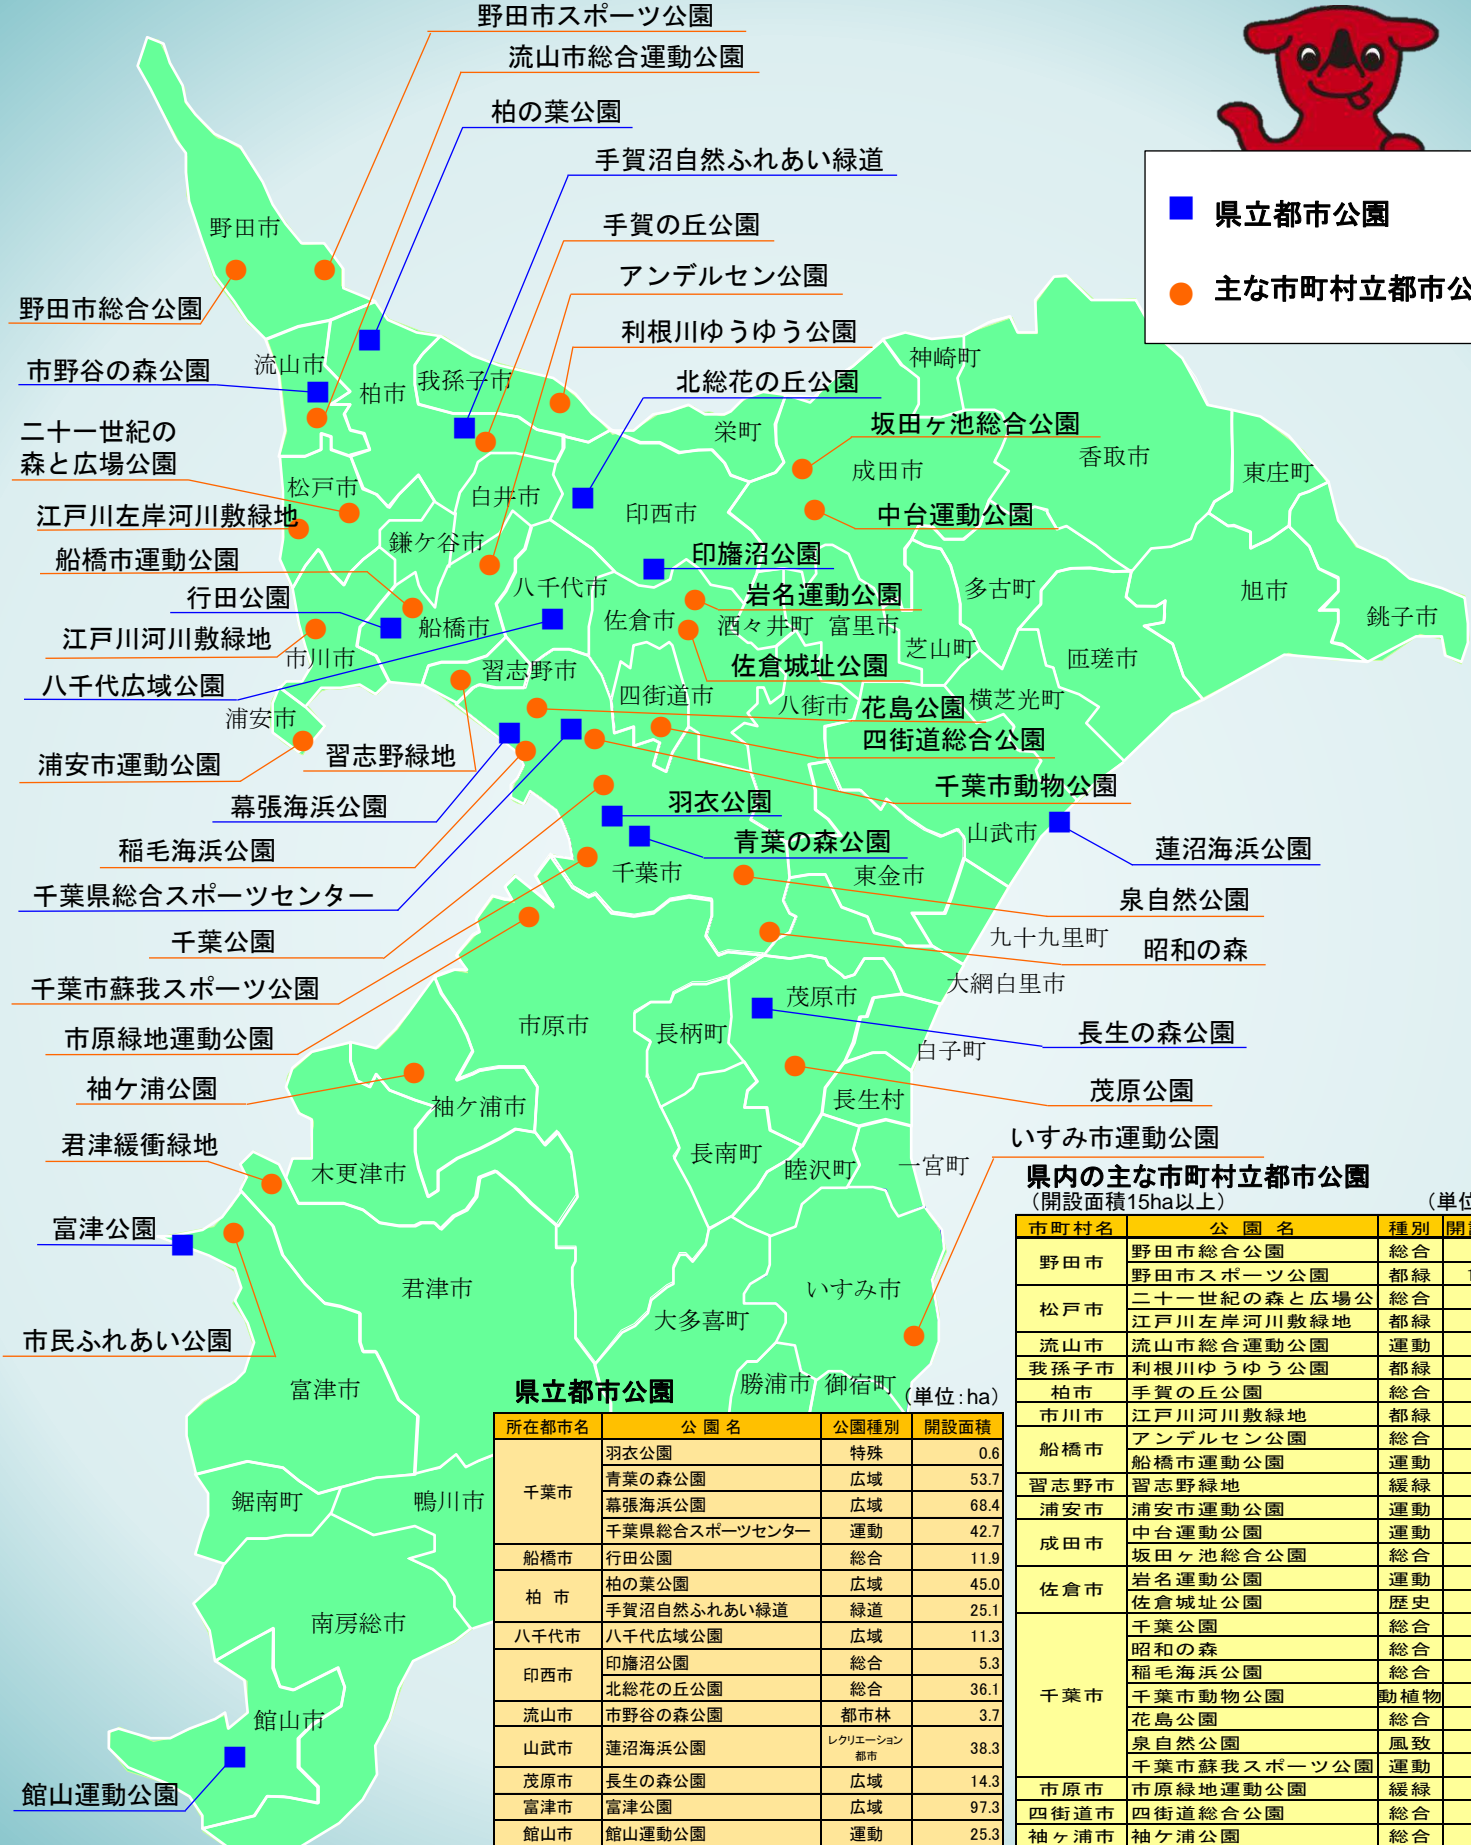 野田市スポーツ公園
流山市総合運動公園
柏の葉公園
手賀沼自然ふれあい緑道
手賀の丘公園
アンデルセン公園
利根川ゆうゆう公園
北総花の丘公園
坂田ヶ池総合公園
中台運動公園
印旛沼公園
岩名運動公園
佐倉城址公園
花島公園
四街道総合公園
千葉市動物公園
羽衣公園
青葉の森公園
蓮沼海浜公園
泉自然公園
昭和の森
長生の森公園
茂原公園
いすみ市運動公園
野田市総合公園
市野谷の森公園
二十一世紀の
森と広場公園
江戸川左岸河川敷緑地
船橋市運動公園
行田公園
江戸川河川敷緑地
八千代広域公園
浦安市運動公園
習志野緑地
幕張海浜公園
稲毛海浜公園
千葉県総合スポーツセンター
千葉公園
千葉市蘇我スポーツ公園
市原緑地運動公園
袖ケ浦公園
君津緩衝緑地
富津公園
市民ふれあい公園
館山運動公園
県立都市公園
主な市町村立都市公
野田市
流山市
柏市
我孫子市
神崎町
栄町
成田市
香取市
東庄町
松戸市
白井市
印西市
鎌ケ谷市
八千代市
多古町
旭市
銚子市
船橋市
佐倉市
酒々井町
富里市
芝山町
匝瑳市
市川市
習志野市
四街道市
八街市
横芝光町
浦安市
山武市
千葉市
東金市
九十九里町
大網白里市
茂原市
市原市
長柄町
白子町
長生村
袖ケ浦市
長南町
睦沢町
一宮町
木更津市
君津市
いすみ市
大多喜町
勝浦市
御宿町
富津市
鋸南町
鴨川市
南房総市
館山市
県立都市公園
（単位：ha）
所在都市名 公園名 公園種別 開設面積
千葉市 羽衣公園 特殊 0.6
青葉の森公園 広域 53.7
幕張海浜公園 広域 68.4
千葉県総合スポーツセンター 運動 42.7
船橋市 行田公園 総合 11.9
柏 市 柏の葉公園 広域 45.0
手賀沼自然ふれあい緑道 緑道 25.1
八千代市 八千代広域公園 広域 11.3
印西市 印旛沼公園 総合 5.3
北総花の丘公園 総合 36.1
流山市 市野谷の森公園 都市林 3.7
山武市 蓮沼海浜公園 レクリエーション都市 38.3
茂原市 長生の森公園 広域 14.3
富津市 富津公園 広域 97.3
館山市 館山運動公園 運動 25.3
県内の主な市町村立都市公園
（開設面積15ha以上） （単位
市町村名 公園名 種別 開設
野田市 野田市総合公園 総合
野田市スポーツ公園 都緑 1
松戸市 二十一世紀の森と広場公 総合
江戸川左岸河川敷緑地 都緑
流山市 流山市総合運動公園 運動
我孫子市 利根川ゆうゆう公園 都緑
柏市 手賀の丘公園 総合
市川市 江戸川河川敷緑地 都緑
船橋市 アンデルセン公園 総合
船橋市運動公園 運動
習志野市 習志野緑地 緩緑
浦安市 浦安市運動公園 運動
成田市 中台運動公園 運動
坂田ヶ池総合公園 総合
佐倉市 岩名運動公園 運動
佐倉城址公園 歴史
千葉市 千葉公園 総合
昭和の森 総合
稲毛海浜公園 総合
千葉市動物公園 動植物
花島公園 総合
泉自然公園 風致
千葉市蘇我スポーツ公園 運動
市原市 市原緑地運動公園 緩緑
四街道市 四街道総合公園 総合
袖ヶ浦市 袖ケ浦公園 総合